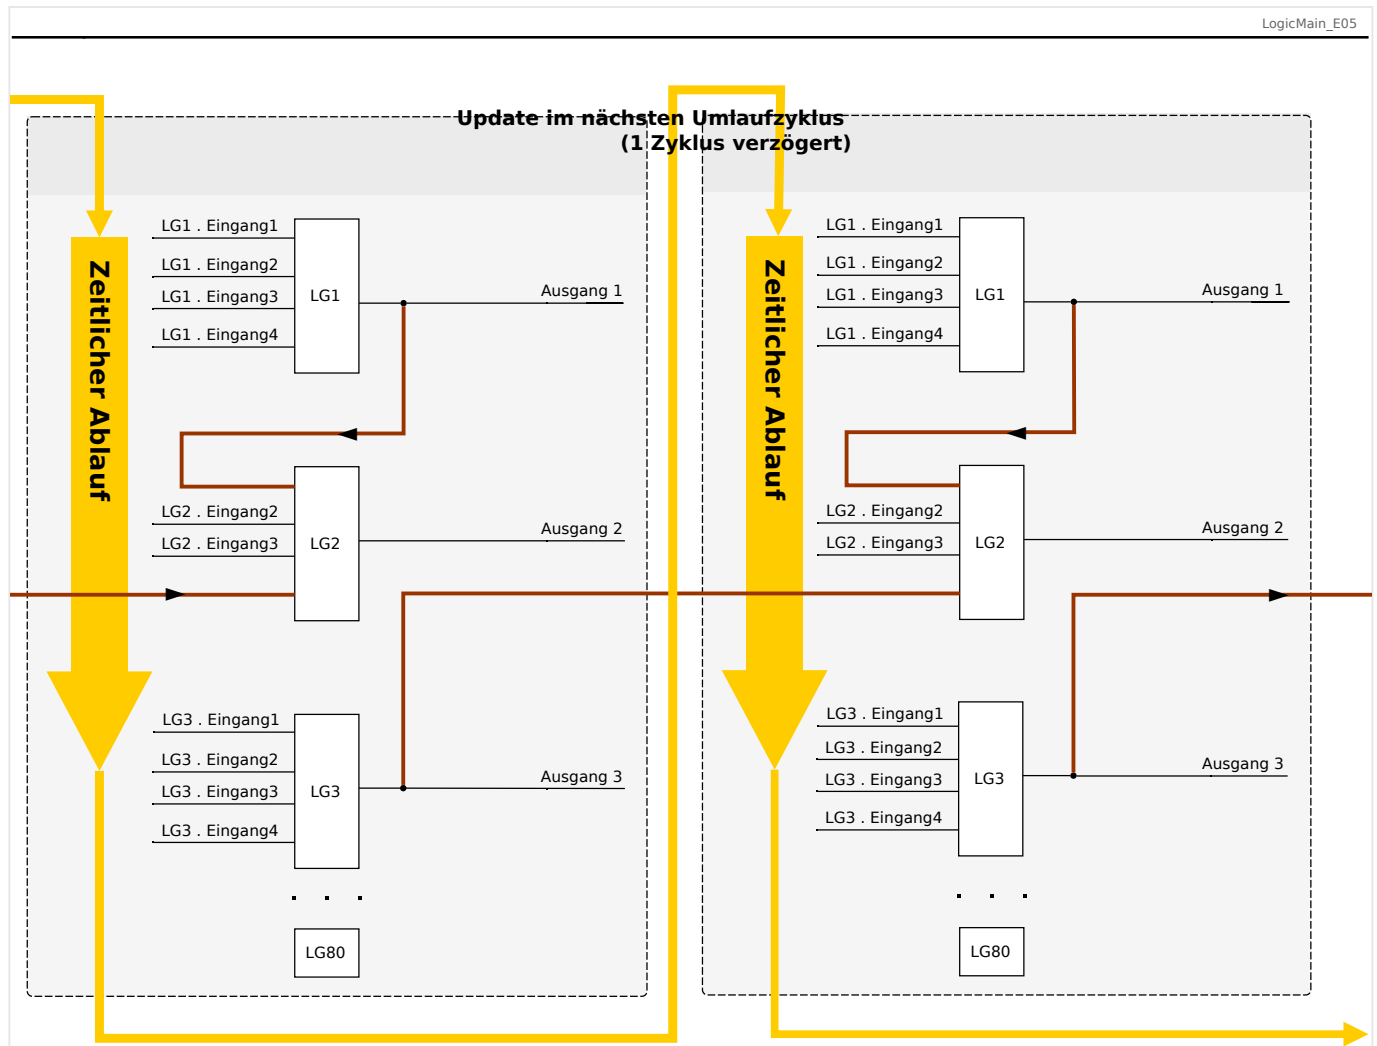 LogicMain_E05
Update im nächsten Umlaufzyklus
(1 Zyklus verzögert)
Zeitlicher Ablauf
LG1 . Eingang1
LG1 . Eingang2
LG1 . Eingang3
LG1 . Eingang4
LG1
Ausgang 1
LG2 . Eingang2
LG2 . Eingang3
LG2
Ausgang 2
LG3 . Eingang1
LG3 . Eingang2
LG3 . Eingang3
LG3 . Eingang4
LG3
Ausgang 3
. . .
LG80
Zeitlicher Ablauf
LG1 . Eingang1
LG1 . Eingang2
LG1 . Eingang3
LG1 . Eingang4
LG1
Ausgang 1
LG2 . Eingang2
LG2 . Eingang3
LG2
Ausgang 2
LG3 . Eingang1
LG3 . Eingang2
LG3 . Eingang3
LG3 . Eingang4
LG3
Ausgang 3
. . .
LG80